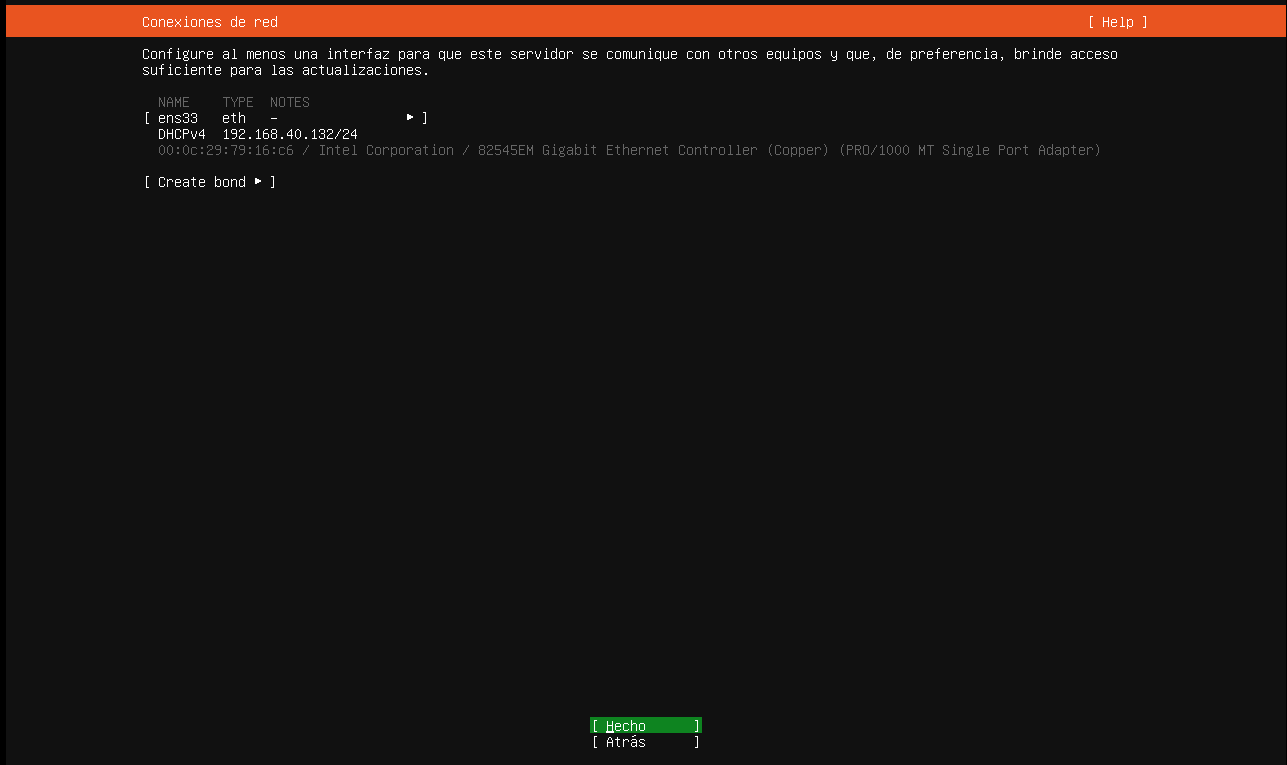 Conexiones de red [ Help ]
Configure al menos una interfaz para que este servidor se comunique con otros equipos y que, de preferencia, brinde acceso
suficiente para las actualizaciones.
NAME TYPE NOTES
[ ens33 eth – ▸ ]
DHCPv4 192.168.40.132/24
00:0c:29:79:16:c6 / Intel Corporation / 82545EM Gigabit Ethernet Controller (Copper) (PRO/1000 MT Single Port Adapter)
[ Create bond ▸ ]
[ Hecho ]
[ Atrás ]